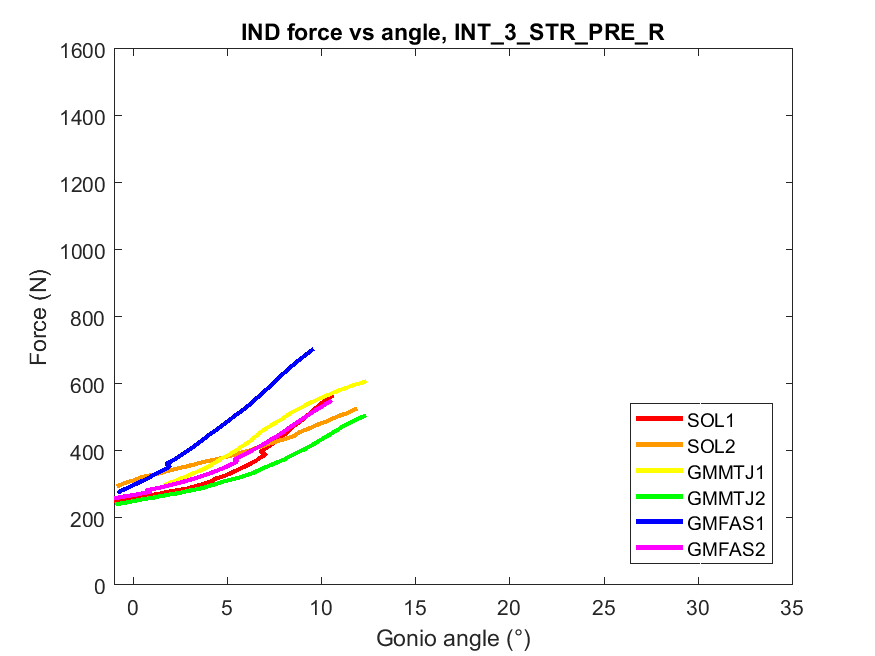 IND force vs angle, INT_3_STR_PRE_R
1600
1400
1200
1000
800
600
400
200
0
Force (N)
0 5 10 15 20 25 30 35
Gonio angle (°)
SOL1
SOL2
GMMTJ1
GMMTJ2
GMFAS1
GMFAS2